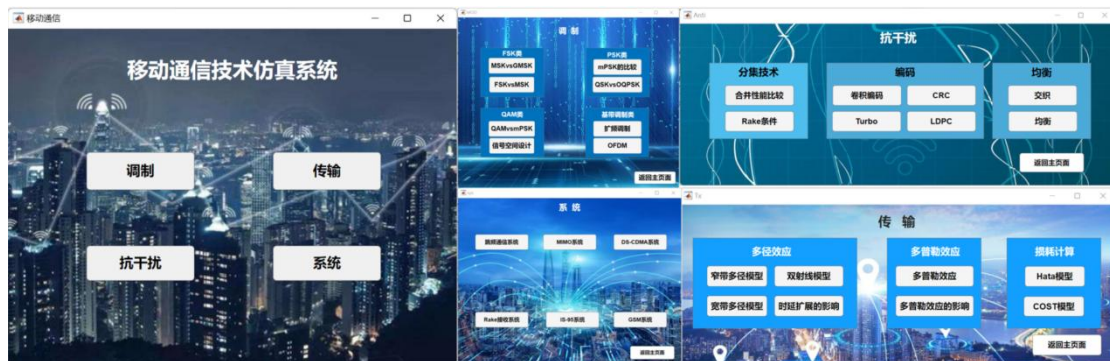 移动通信
移动通信技术仿真系统
调制
传输
抗干扰
系统
调 制
FSK类
MSKvsGMSK
FSKvsMSK
PSK类
mPSK的比较
QSKvsOQPSK
QAM类
QAMvsmPSK
信号空间设计
基带调制类
扩频调制
OFDM
返回主页面
Anti
抗干扰
分集技术
合并性能比较
Rake条件
编码
卷积编码
CRC
Turbo
LDPC
均衡
交织
均衡
返回主页面
系 统
跳频通信系统
MIMO系统
DS-CDMA系统
Rake接收系统
IS-95系统
GSM系统
返回主页面
传 输
多径效应
窄带多径模型
双射线模型
宽带多径模型
时延扩展的影响
多普勒效应
多普勒效应
多普勒效应的影响
损耗计算
Hata模型
COST模型
返回主页面